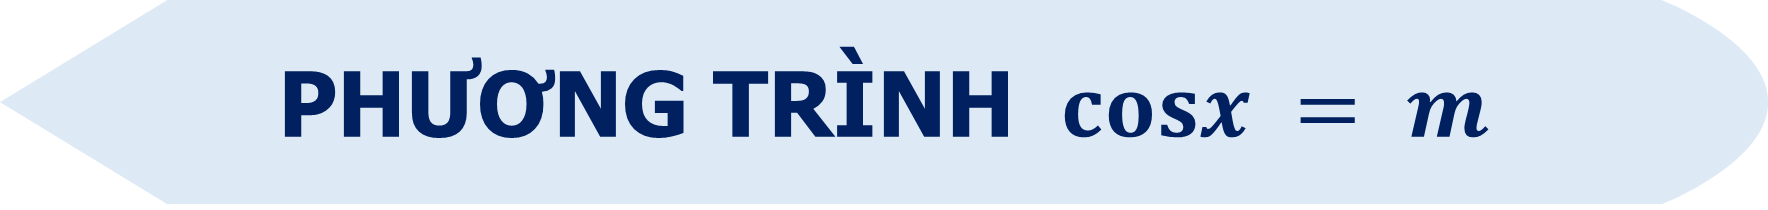 PHƯƠNG TRÌNH cosx = m